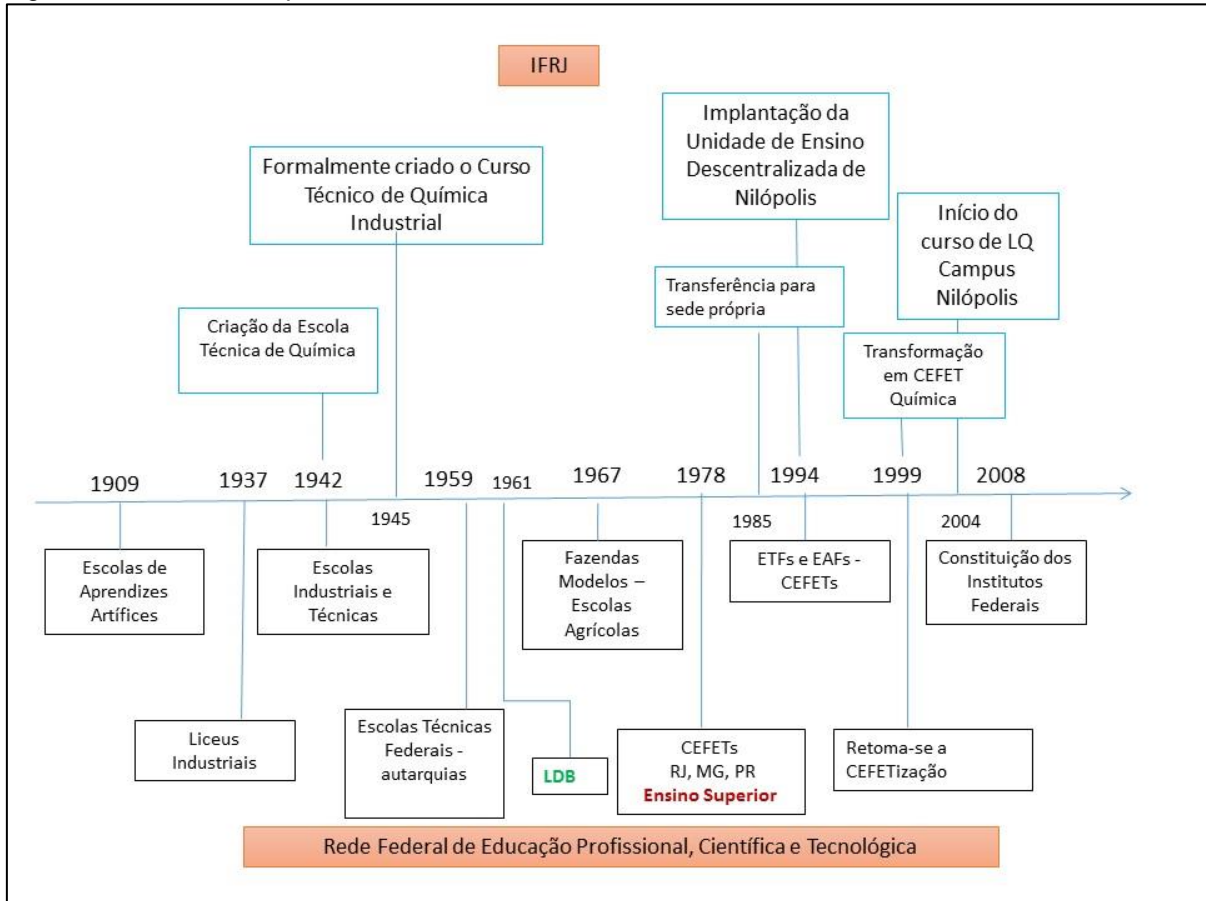 IFRJ
Implantação da
Unidade de Ensino
Descentralizada de
Nilópolis
Formalmente criado o Curso
Técnico de Química
Industrial
Início do
curso de LQ
Campus
Nilópolis
Transferência para
sede própria
Criação da Escola
Técnica de Química
Transformação
em CEFET
Química
1909
1937
1942
1945
1959
1961
1967
1978
1985
1994
1999
2004
2008
Escolas de
Aprendizes
Artífices
Escolas
Industriais e
Técnicas
Fazendas
Modelos –
Escolas
Agrícolas
ETFs e EAFs -
CEFETs
Constituição dos
Institutos
Federais
Liceus
Industriais
Escolas Técnicas
Federais -
autarquias
LDB
CEFETs
RJ, MG, PR
Ensino Superior
Retoma-se a
CEFETização
Rede Federal de Educação Profissional, Científica e Tecnológica